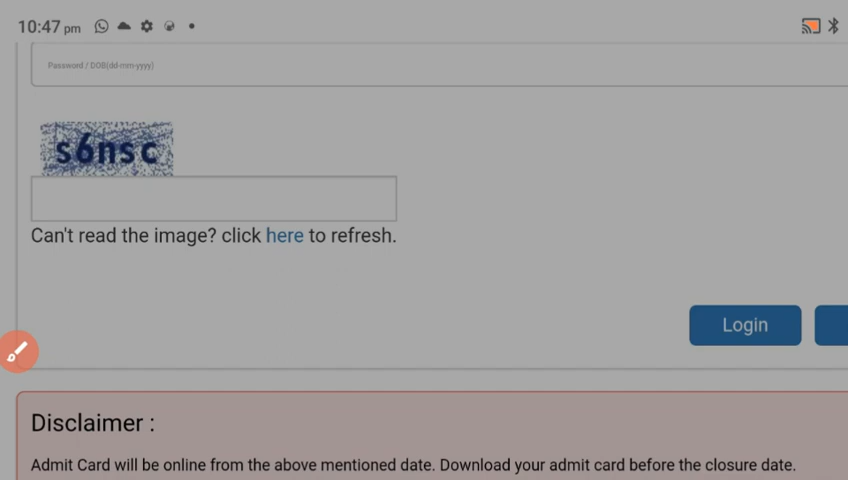 10:47 pm
Password / DOB(dd-mm-yyyy)
s6nsc
Can't read the image? click here to refresh.
Login
Disclaimer :
Admit Card will be online from the above mentioned date. Download your admit card before the closure date.